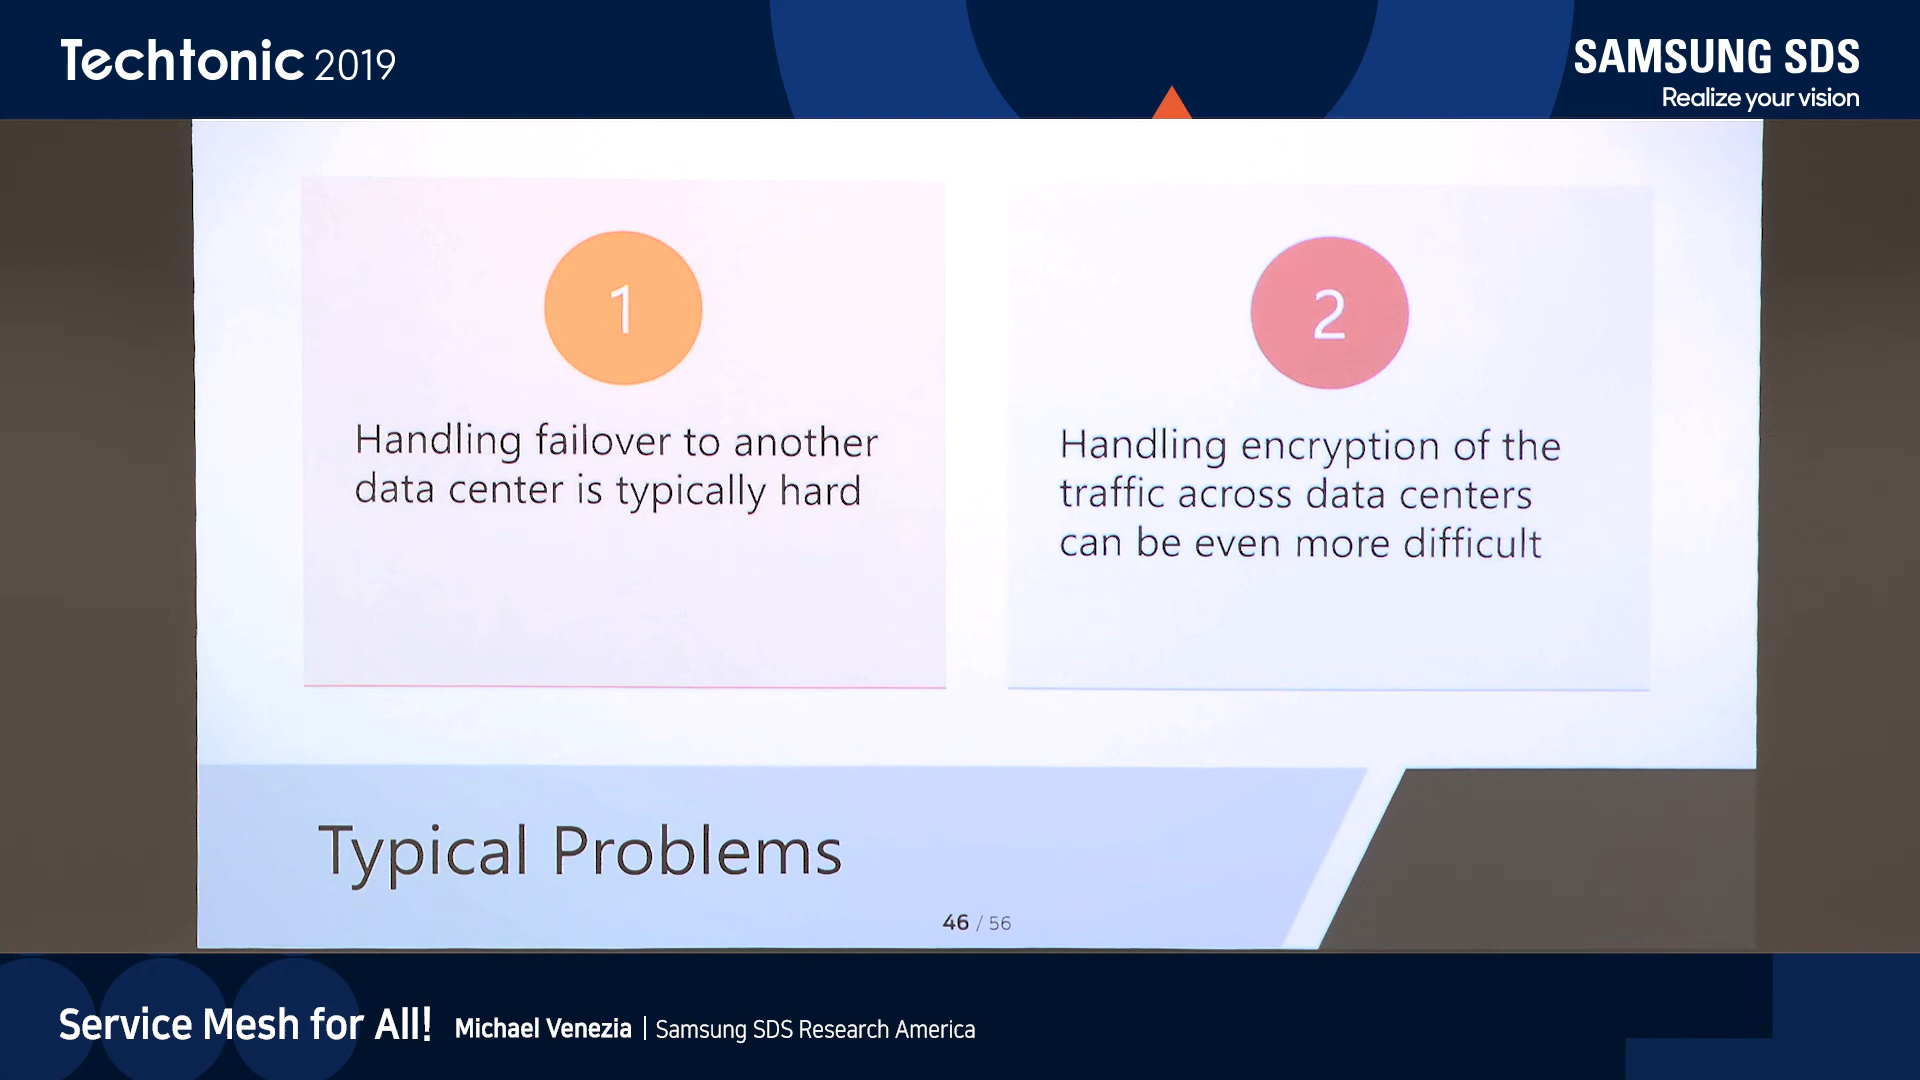 Techtonic 2019
SAMSUNG SDS
Realize your vision
1
Handling failover to another
data center is typically hard
2
Handling encryption of the
traffic across data centers
can be even more difficult
Typical Problems
46 / 56
Service Mesh for All! Michael Venezia | Samsung SDS Research America